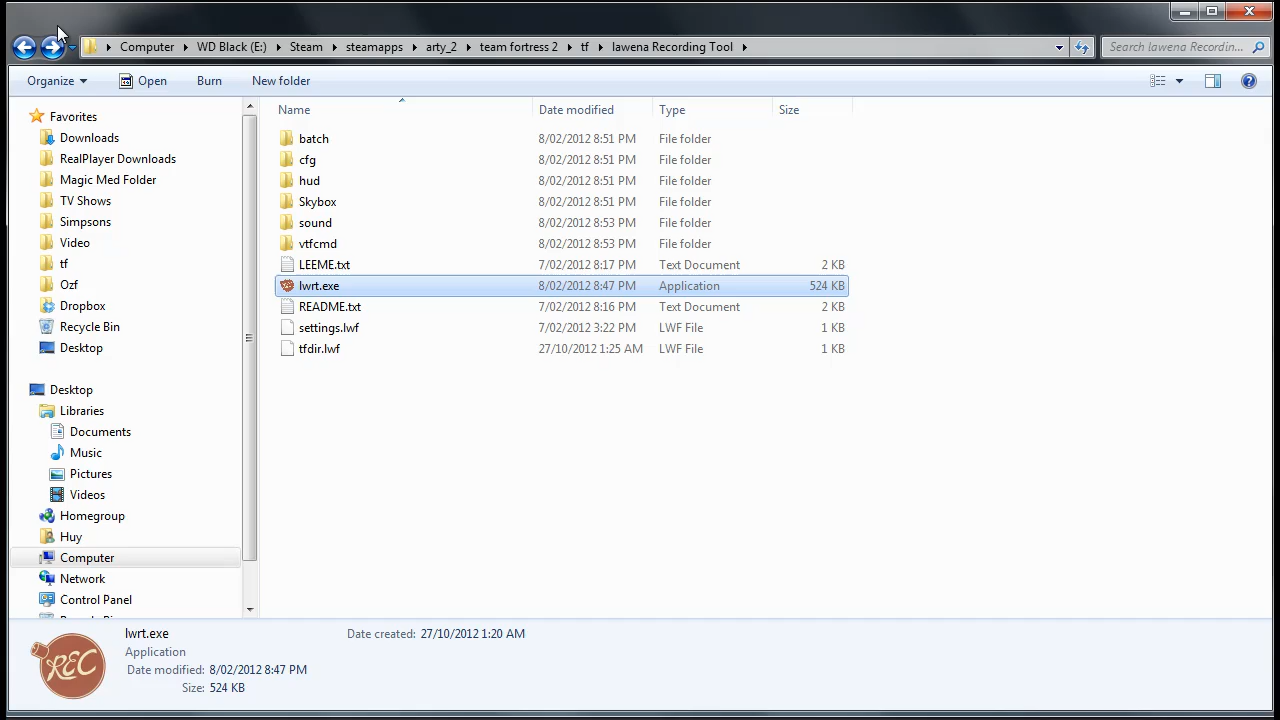 Computer WD Black (E:) Steam steamapps arty_2 team fortress 2 tf lawena Recording Tool Search lawena Recordin...
Organize Open Burn New folder
Name Date modified Type Size
Favorites
Downloads
RealPlayer Downloads
Magic Med Folder
TV Shows
Simpsons
Video
tf
Ozf
Dropbox
Recycle Bin
Desktop
Desktop
Libraries
Documents
Music
Pictures
Videos
Homegroup
Huy
Computer
Network
Control Panel
batch 8/02/2012 8:51 PM File folder
cfg 8/02/2012 8:51 PM File folder
hud 8/02/2012 8:51 PM File folder
Skybox 8/02/2012 8:51 PM File folder
sound 8/02/2012 8:53 PM File folder
vtfcmd 8/02/2012 8:53 PM File folder
LEEME.txt 7/02/2012 8:17 PM Text Document 2 KB
lwrt.exe 8/02/2012 8:47 PM Application 524 KB
README.txt 7/02/2012 8:16 PM Text Document 2 KB
settings.lwf 7/02/2012 3:22 PM LWF File 1 KB
tfdir.lwf 27/10/2012 1:25 AM LWF File 1 KB
REC
lwrt.exe Date created: 27/10/2012 1:20 AM
Application
Date modified: 8/02/2012 8:47 PM
Size: 524 KB